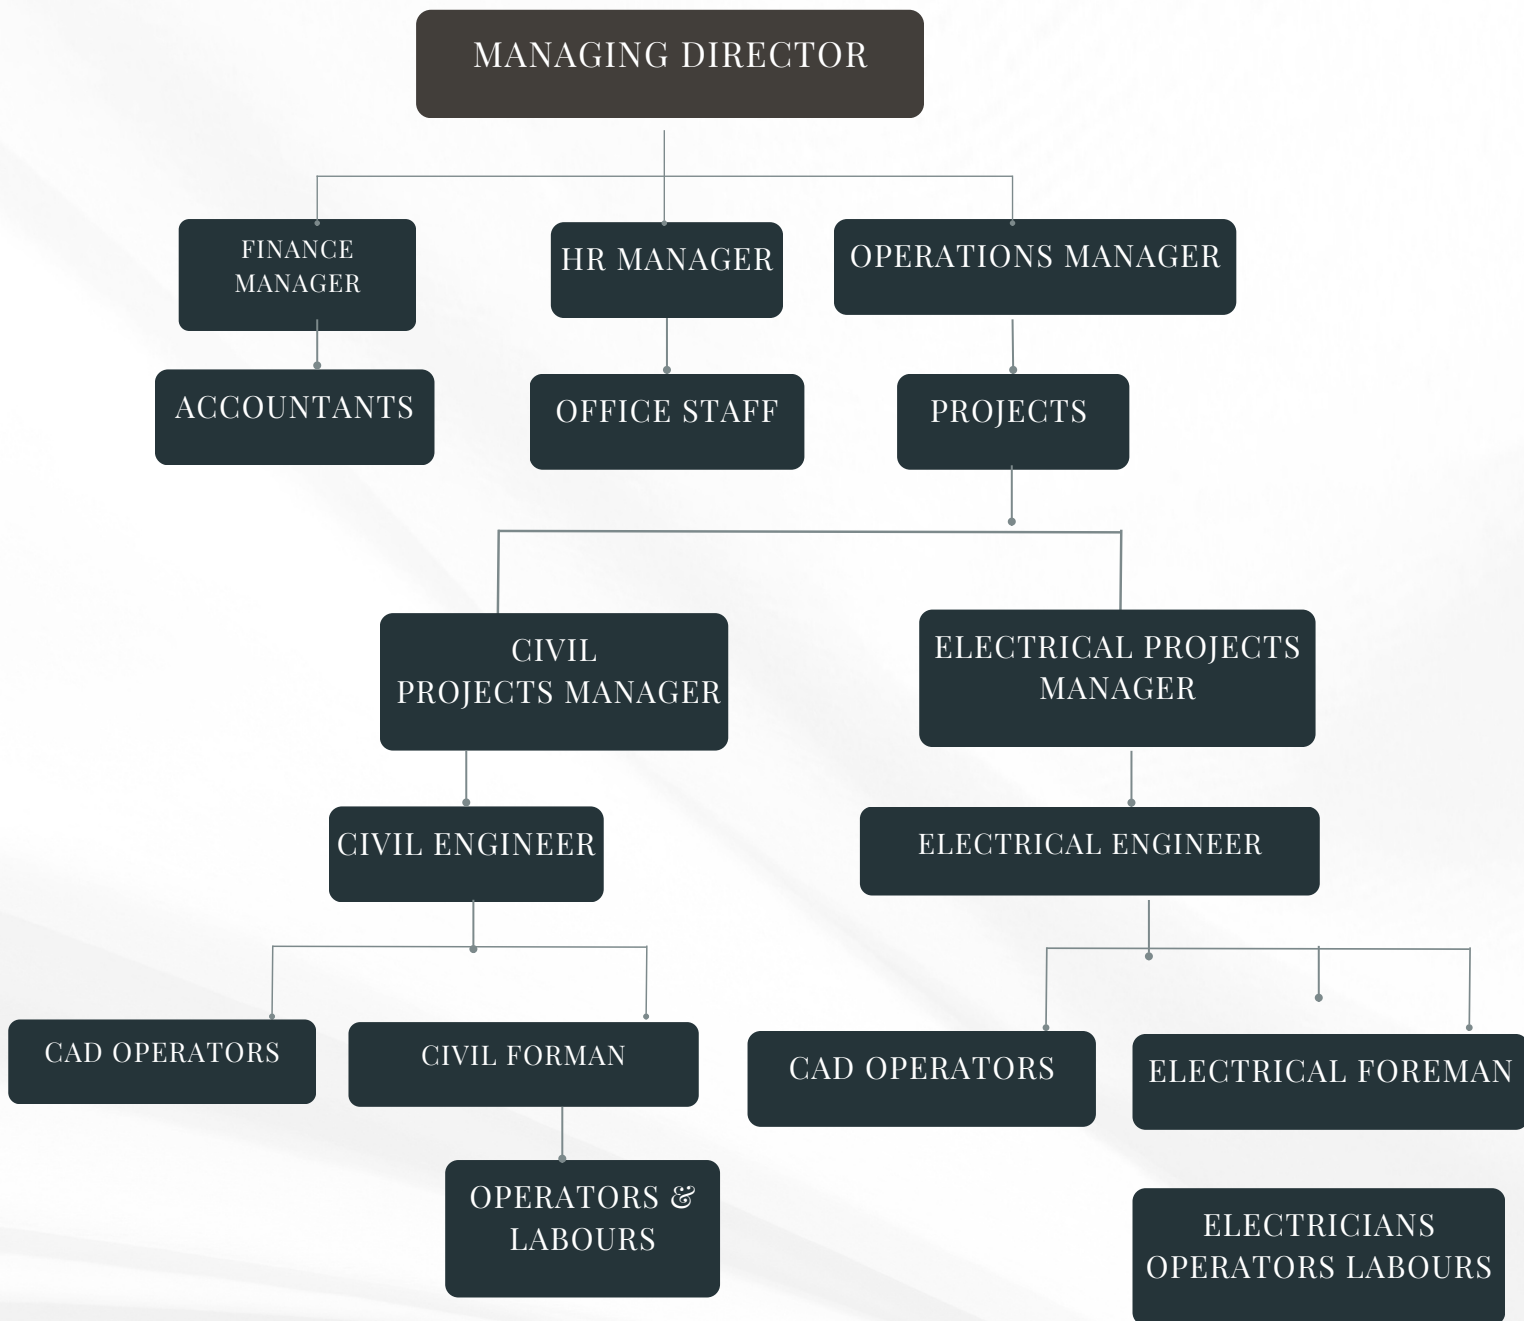 MANAGING DIRECTOR
FINANCE
MANAGER
HR MANAGER
OPERATIONS MANAGER
ACCOUNTANTS
OFFICE STAFF
PROJECTS
CIVIL
PROJECTS MANAGER
ELECTRICAL PROJECTS
MANAGER
CIVIL ENGINEER
ELECTRICAL ENGINEER
CAD OPERATORS
CIVIL FORMAN
CAD OPERATORS
ELECTRICAL FOREMAN
OPERATORS &
LABOURS
ELECTRICIANS
OPERATORS LABOURS